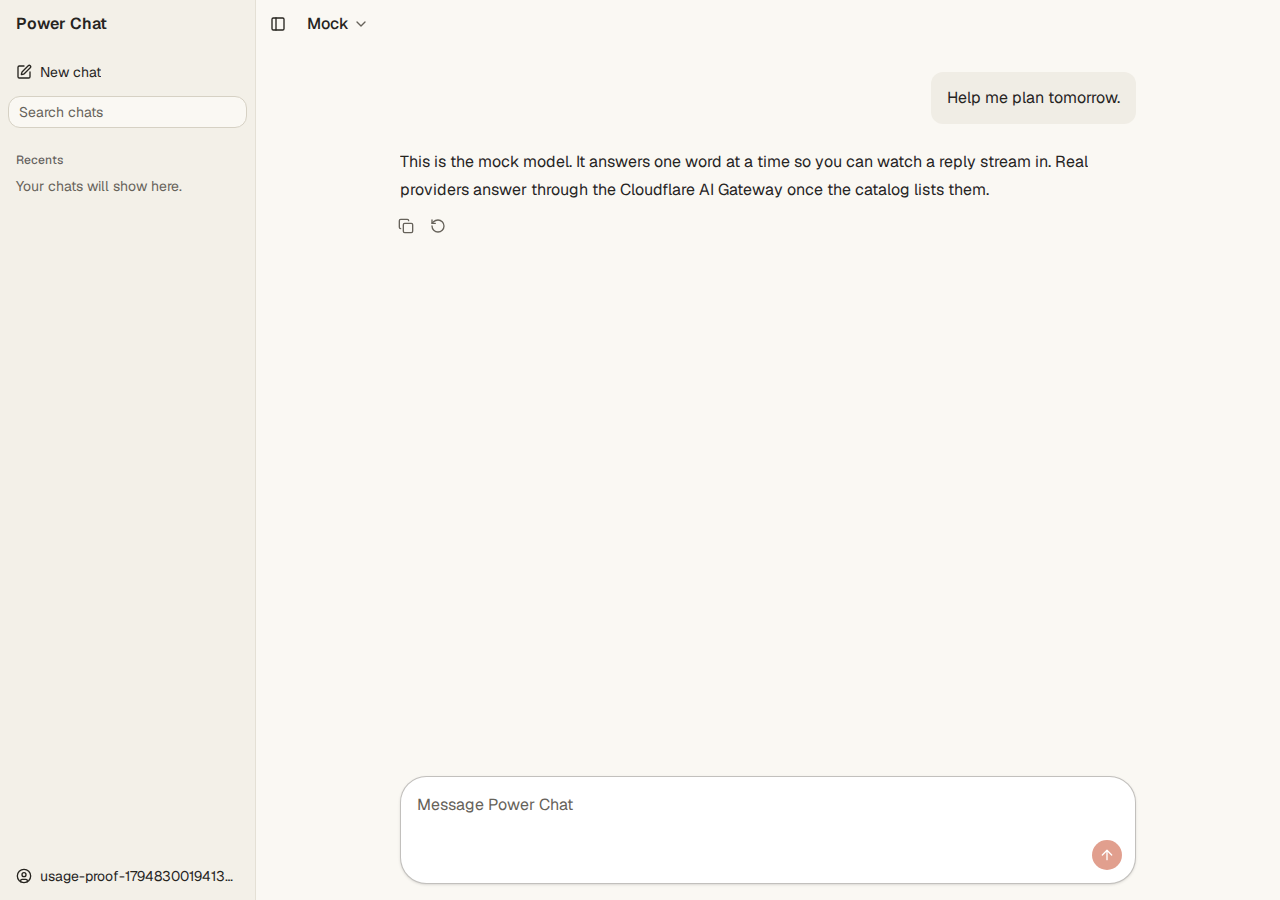 Power Chat
New chat
Search chats
Recents
Your chats will show here.
usage-proof-1794830019413…
Mock
Help me plan tomorrow.
This is the mock model. It answers one word at a time so you can watch a reply stream in. Real
providers answer through the Cloudflare AI Gateway once the catalog lists them.
Message Power Chat